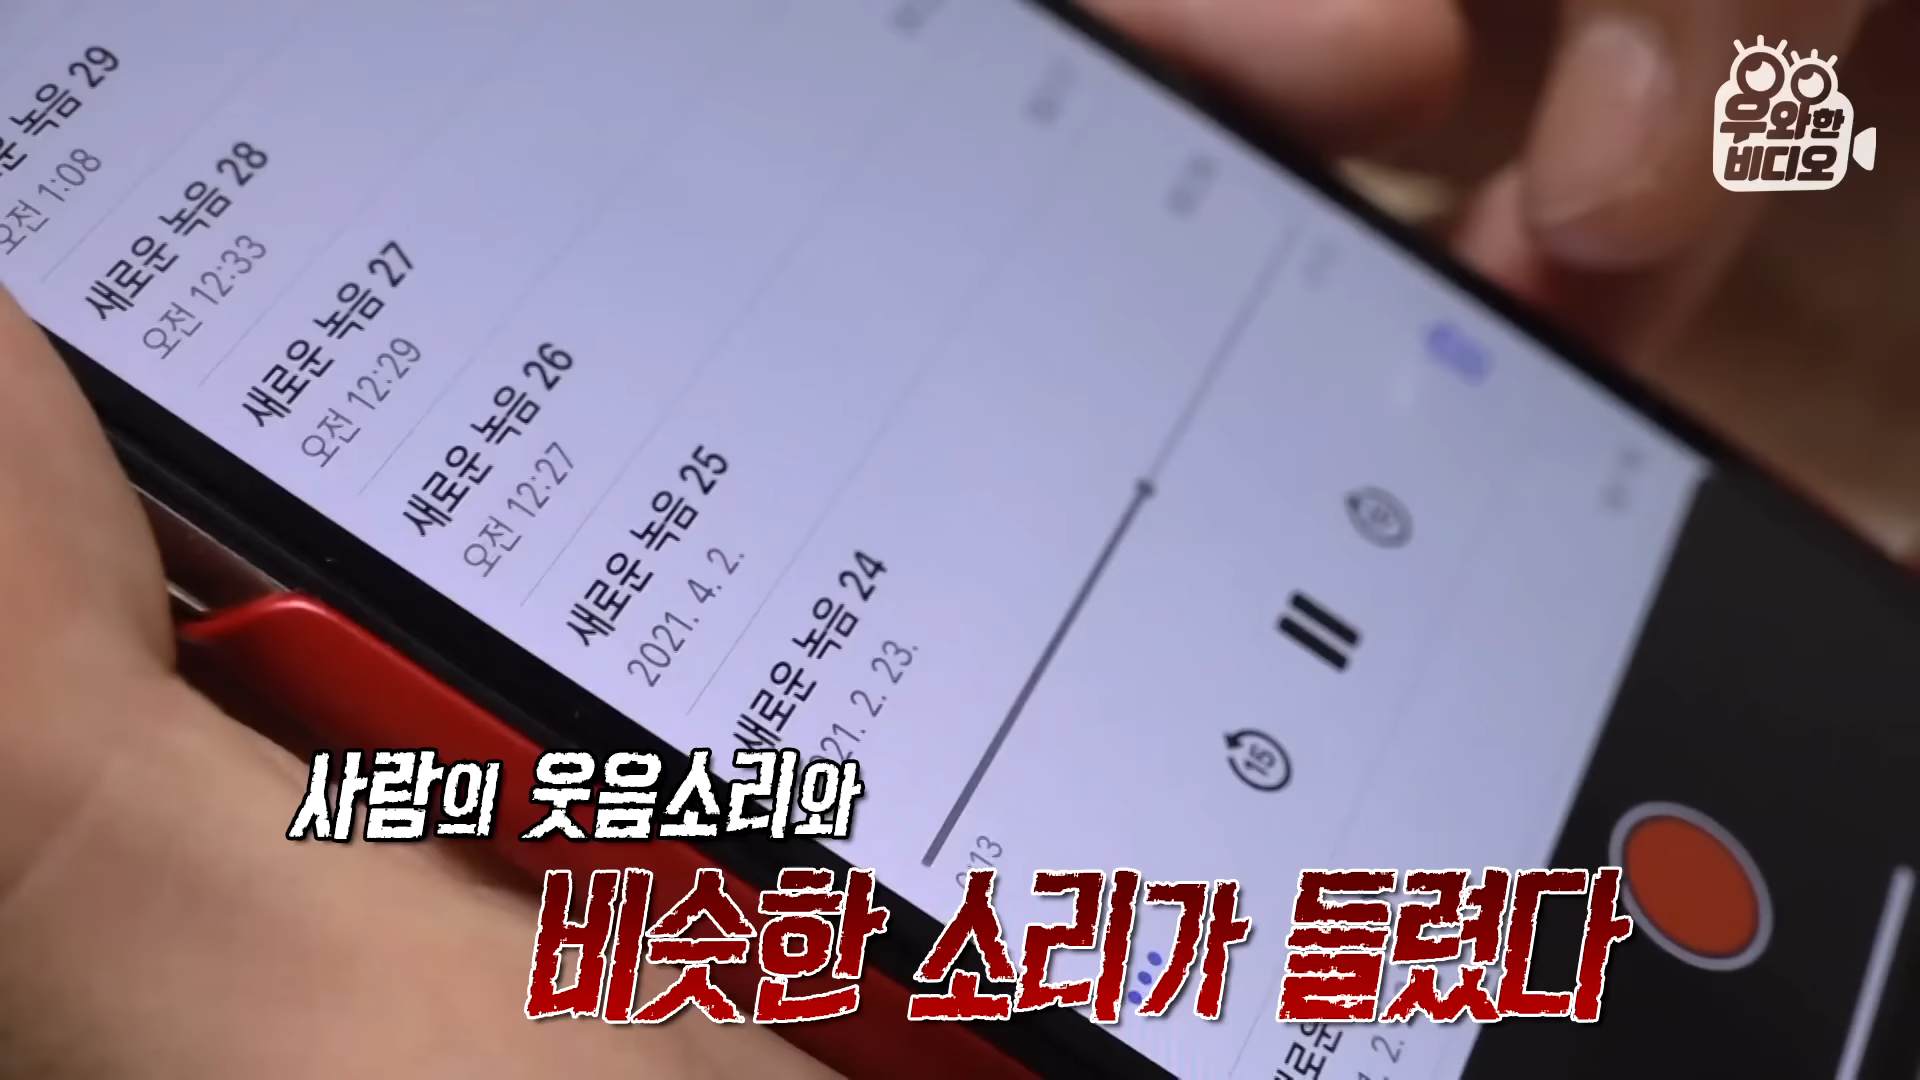 우와한
비디오
녹음 29
오전 1:08
새로운 녹음 28
오전 12:33
새로운 녹음 27
오전 12:29
새로운 녹음 26
오전 12:27
새로운 녹음 25
2021. 4. 2.
새로운 녹음 24
21. 2. 23.
15
사람의 웃음소리와
비슷한 소리가 들렸다